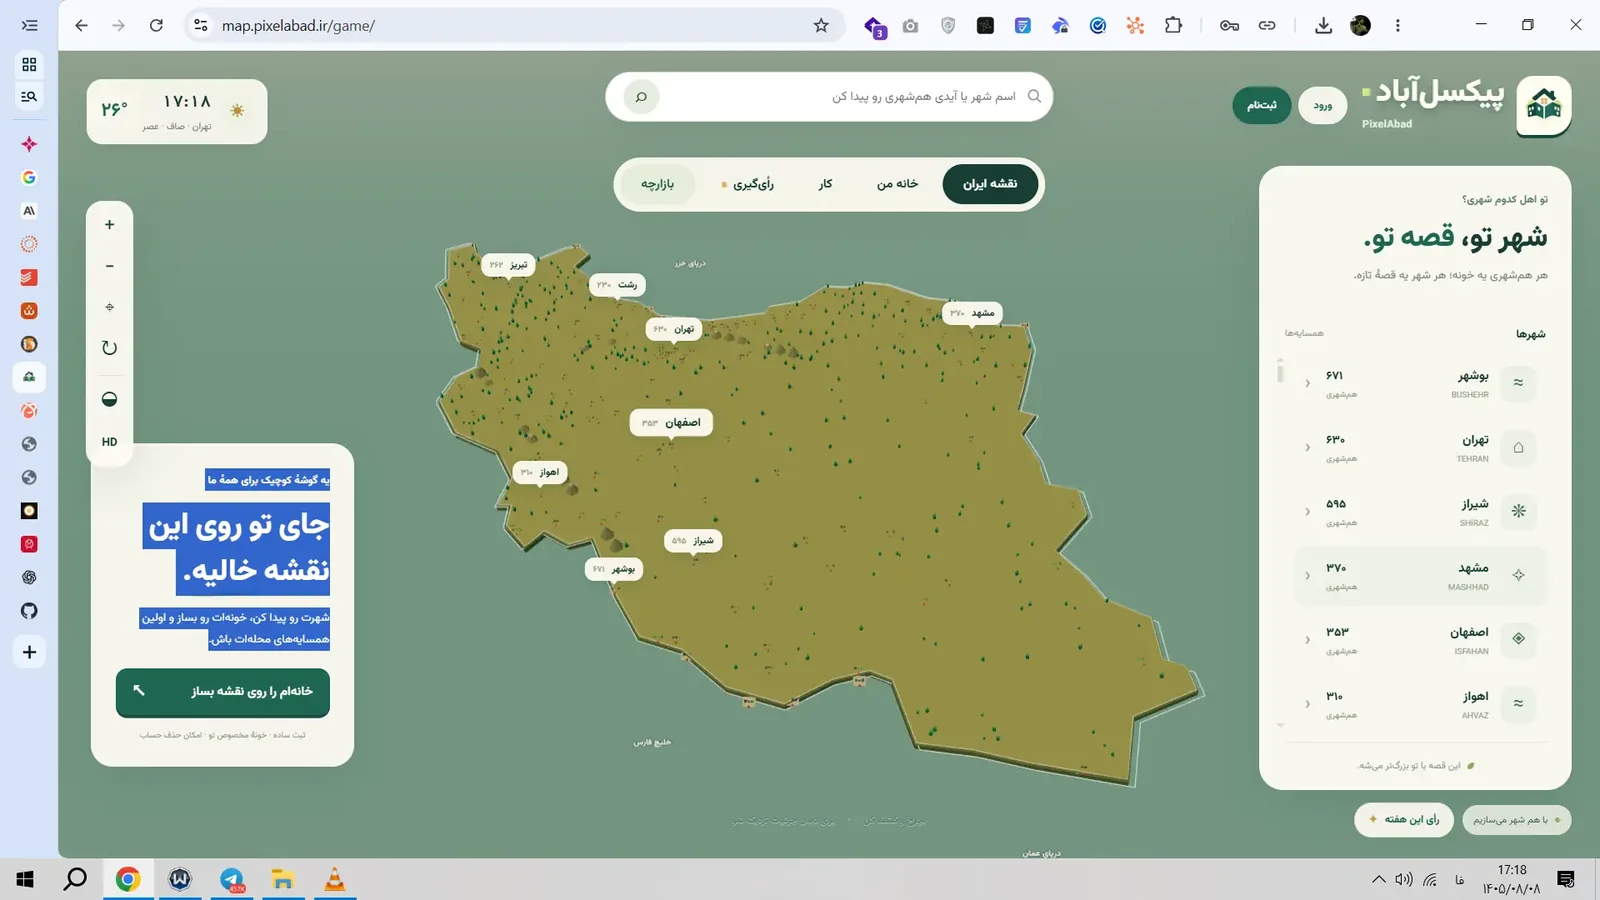 map.pixelabad.ir/game/
3
پیکسل‌آباد
PixelAbad
ورود
ثبت‌نام
اسم شهر یا آیدی هم‌شهری رو پیدا کن
۱۷:۱۸
۲۶°
تهران · صاف · عصر
نقشه ایران
خانه من
کار
رأی‌گیری
بازارچه
+
−
HD
تو اهل کدوم شهری؟
شهر تو، قصه تو.
هر هم‌شهری یه خونه؛ هر شهر یه قصهٔ تازه.
شهرها
همسایه‌ها
بوشهر ۶۷۱
BUSHEHR هم‌شهری
تهران ۶۳۰
TEHRAN هم‌شهری
شیراز ۵۹۵
SHIRAZ هم‌شهری
مشهد ۳۷۰
MASHHAD هم‌شهری
اصفهان ۳۵۳
ISFAHAN هم‌شهری
اهواز ۳۱۰
AHVAZ هم‌شهری
این قصه با تو بزرگ‌تر می‌شه.
با هم شهر می‌سازیم
رأی این هفته
دریای خزر
تبریز ۲۶۲
رشت ۲۳۰
تهران ۶۳۰
مشهد ۳۷۰
اصفهان ۳۵۳
اهواز ۳۱۰
شیراز ۵۹۵
بوشهر ۶۷۱
خلیج فارس
دریای عمان
یه گوشهٔ کوچیک برای همهٔ ما
جای تو روی این
نقشه خالیه.
شهرت رو پیدا کن، خونه‌ات رو بساز و اولین
همسایه‌های محله‌ات باش.
خانه‌ام را روی نقشه بساز
ثبت ساده · خونهٔ مخصوص تو · امکان حذف حساب
457K
فا
17:18
۱۴۰۵/۰۸/۰۸